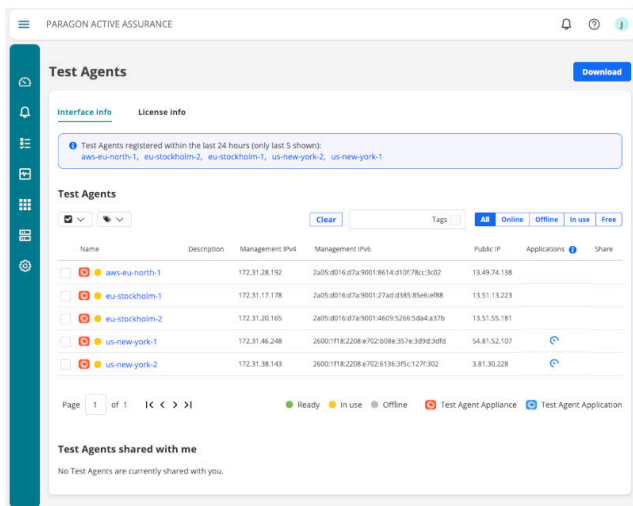 PARAGON ACTIVE ASSURANCE
J
Test Agents
Download
Interface info License info
Test Agents registered within the last 24 hours (only last 5 shown):
aws-eu-north-1, eu-stockholm-2, eu-stockholm-1, us-new-york-2, us-new-york-1
Test Agents
Clear Tags All Online Offline In use Free
Name Description Management IPv4 Management IPv6 Public IP Applications Share
aws-eu-north-1 172.31.28.192 2a05:d016:d7a:9001:8614:d10f:78cc:3c02 13.49.74.138
eu-stockholm-1 172.31.17.178 2a05:d016:d7a:9001:27ad:d385:85e6:ef88 13.51.13.223
eu-stockholm-2 172.31.20.165 2a05:d016:d7a:9001:4609:5266:5da4:a37b 13.51.55.181
us-new-york-1 172.31.46.248 2600:1f18:2208:e702:b08e:357e:3d9d:3dfd 54.81.52.107
us-new-york-2 172.31.38.143 2600:1f18:2208:e702:6136:3f5c:127f:302 3.81.30.228
Page 1 of 1 Ready In use Offline Test Agent Appliance Test Agent Application
Test Agents shared with me
No Test Agents are currently shared with you.